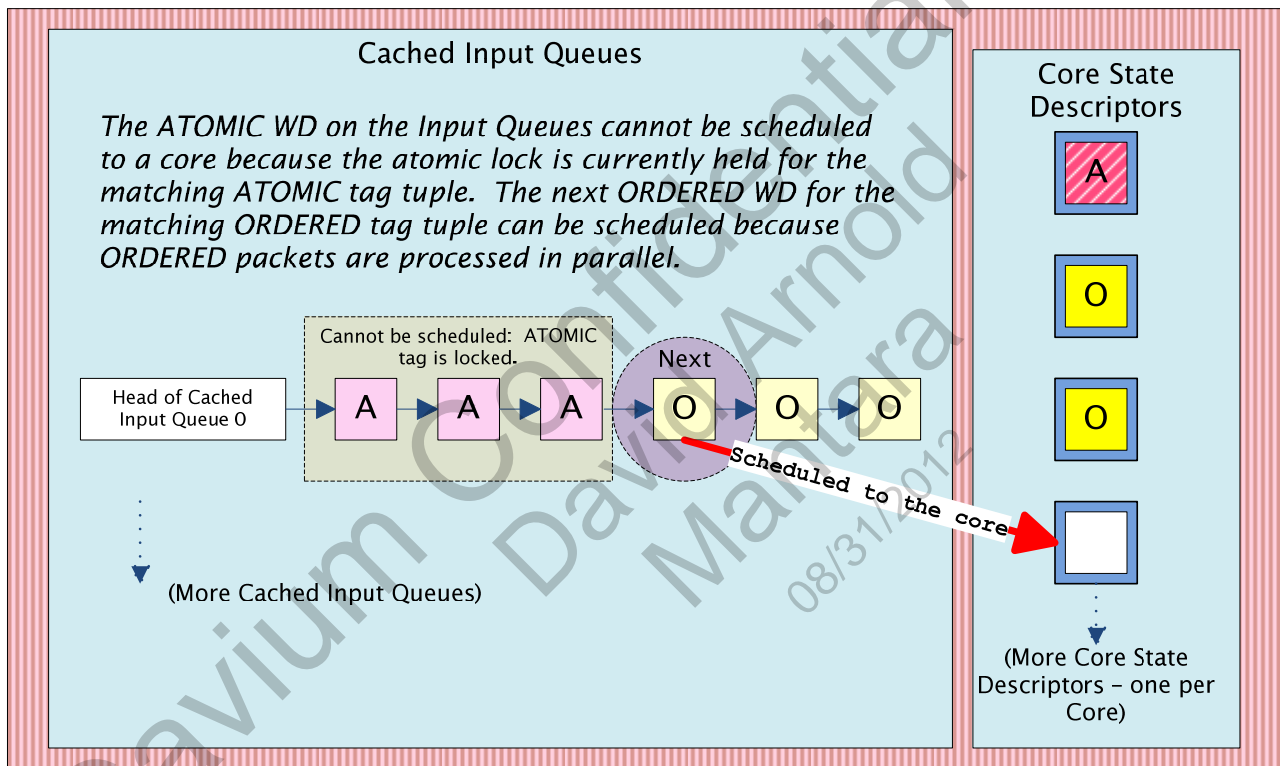 Cached Input Queues
The ATOMIC WD on the Input Queues cannot be scheduled
to a core because the atomic lock is currently held for the
matching ATOMIC tag tuple.  The next ORDERED WD for the
matching ORDERED tag tuple can be scheduled because
ORDERED packets are processed in parallel.
Cannot be scheduled:  ATOMIC
tag is locked.
Next
Head of Cached
Input Queue 0
A
A
A
O
O
O
Scheduled to the core
(More Cached Input Queues)
Core State
Descriptors
A
O
O
(More Core State
Descriptors – one per
Core)
Cavium Confidential
David Arnold
Mantara
08/31/2012